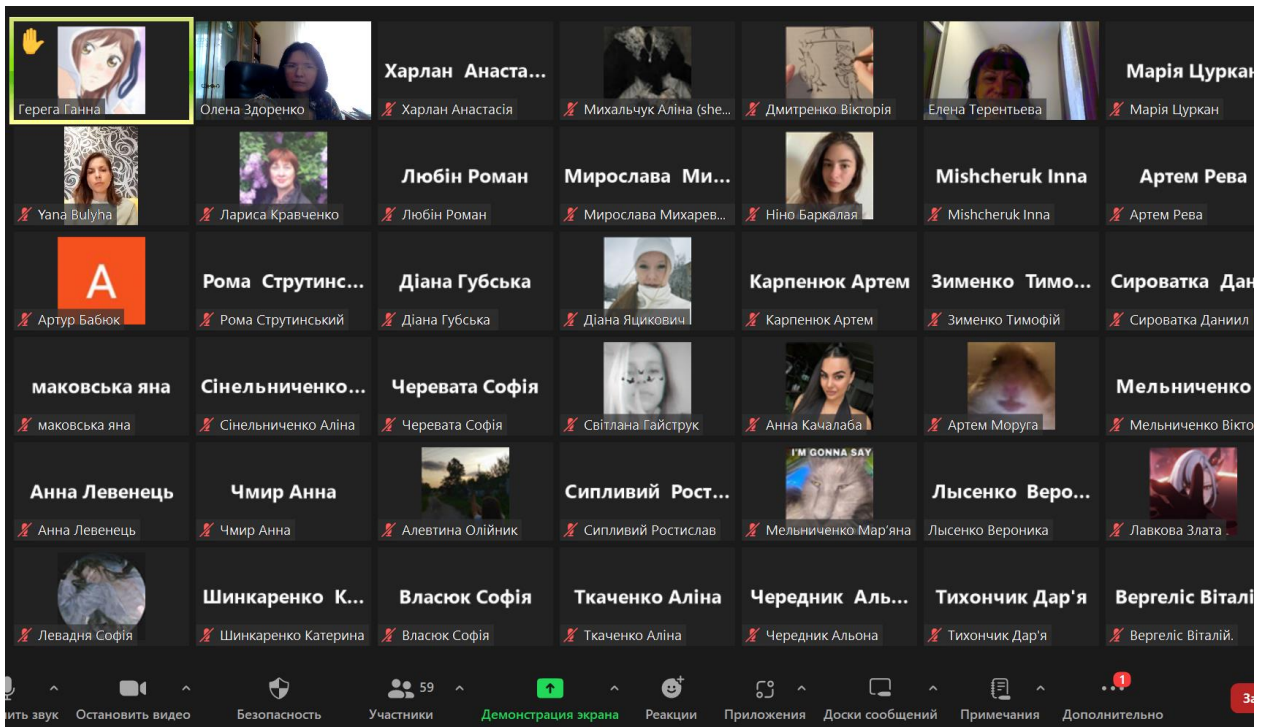 Герега Ганна
Олена Здоренко
Харлан Анаста...
Харлан Анастасія
Михальчук Аліна (she...
Дмитренко Вікторія
Елена Терентьева
Марія Цуркан
Марія Цуркан
Yana Bulyha
Лариса Кравченко
Любін Роман
Любін Роман
Мирослава Ми...
Мирослава Михарев...
Ніно Баркалая
Mishcheruk Inna
Mishcheruk Inna
Артем Рева
Артем Рева
А
Артур Бабюк
Рома Струтинс...
Рома Струтинський
Діана Губська
Діана Губська
Діана Яцикович
Карпенюк Артем
Карпенюк Артем
Зименко Тимо...
Зименко Тимофій
Сироватка Дан
Сироватка Даниил
маковська яна
маковська яна
Сінельниченко...
Сінельниченко Аліна
Черевата Софія
Черевата Софія
Світлана Гайструк
Анна Качалаба
Артем Моруга
Мельниченко
Мельниченко Вікто
Анна Левенець
Анна Левенець
Чмир Анна
Чмир Анна
Алевтина Олійник
Сипливий Рост...
Сипливий Ростислав
I'M GONNA SAY
Мельниченко Мар'яна
Лысенко Веро...
Лысенко Вероника
Лавкова Злата
Левадня Софія
Шинкаренко К...
Шинкаренко Катерина
Власюк Софія
Власюк Софія
Ткаченко Аліна
Ткаченко Аліна
Чередник Аль...
Чередник Альона
Тихончик Дар'я
Тихончик Дар'я
Вергеліс Віталі
Вергеліс Віталій.
59
1
ить звук
Остановить видео
Безопасность
Участники
Демонстрация экрана
Реакции
Приложения
Доски сообщений
Примечания
Дополнительно
За